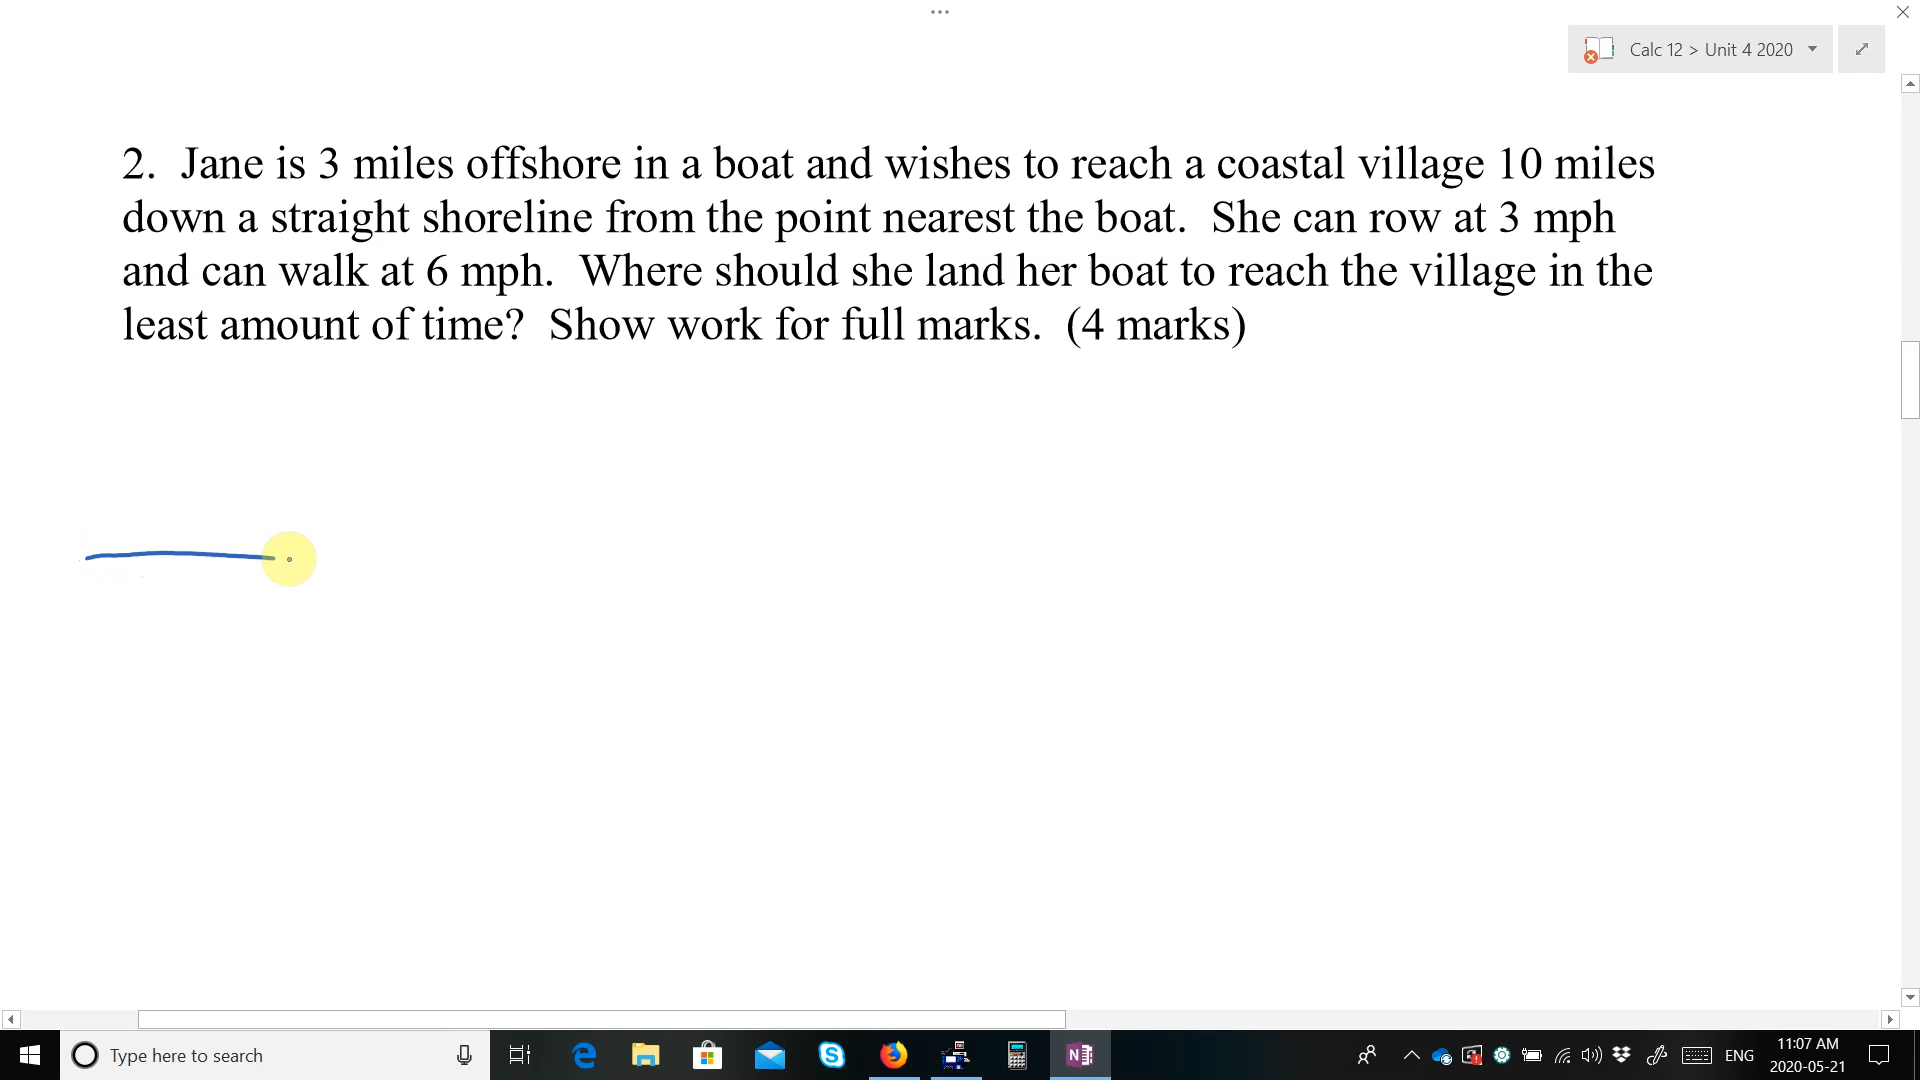 Calc 12 > Unit 4 2020
2. Jane is 3 miles offshore in a boat and wishes to reach a coastal village 10 miles
down a straight shoreline from the point nearest the boat. She can row at 3 mph
and can walk at 6 mph. Where should she land her boat to reach the village in the
least amount of time? Show work for full marks. (4 marks)
Type here to search
ENG
11:07 AM
2020-05-21